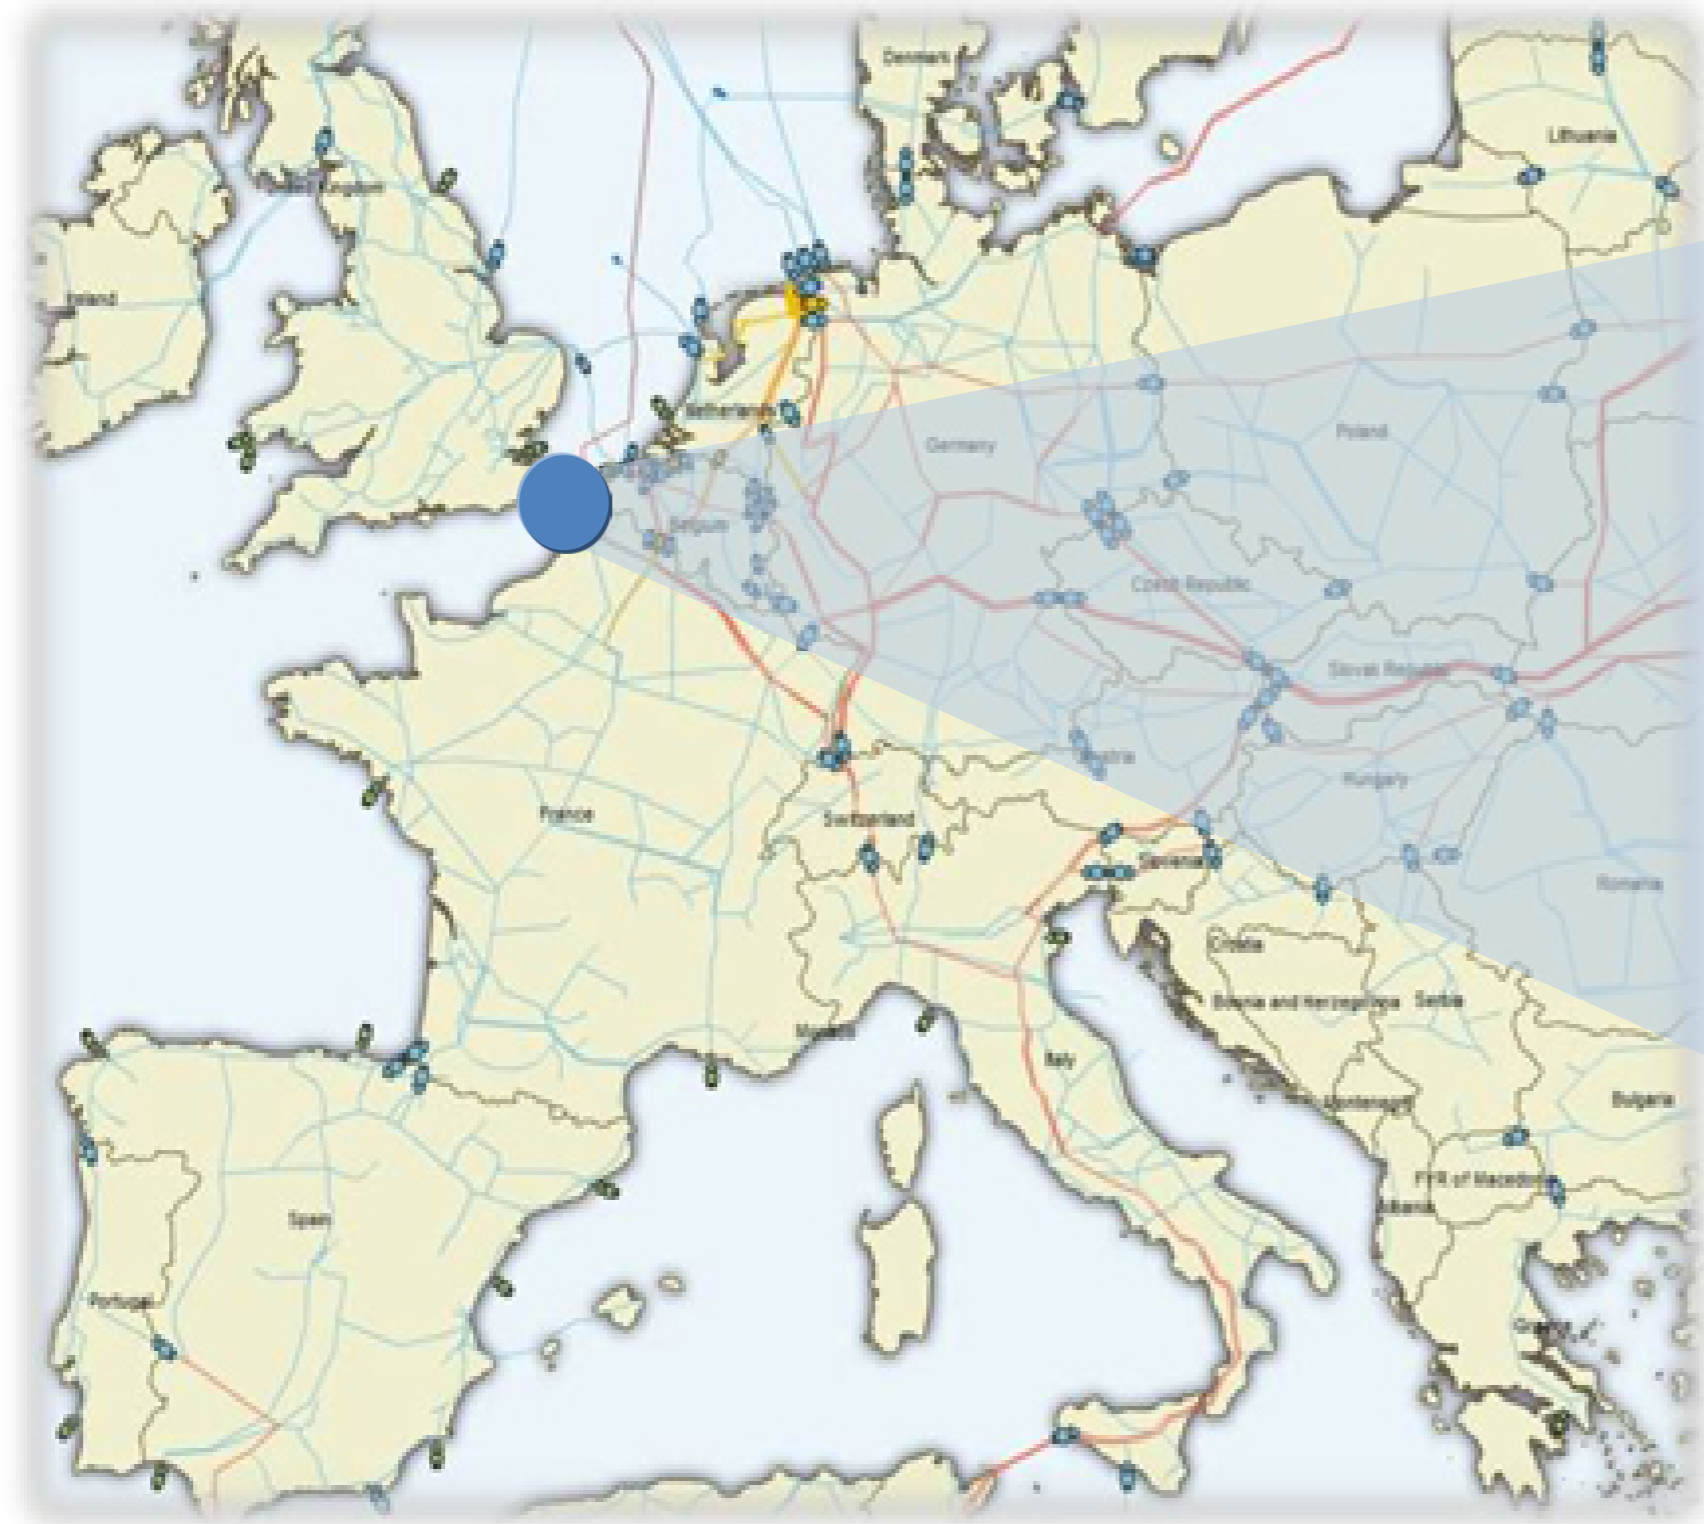 Denmark
Lithuania
United Kingdom
Ireland
Netherlands
Germany
Poland
Belgium
Czech Republic
Slovak Republic
Austria
Hungary
France
Switzerland
Slovenia
Romania
Croatia
Bosnia and Herzegovina
Serbia
Monaco
Italy
Montenegro
Bulgaria
FYR of Macedonia
Albania
Spain
Portugal
Greece